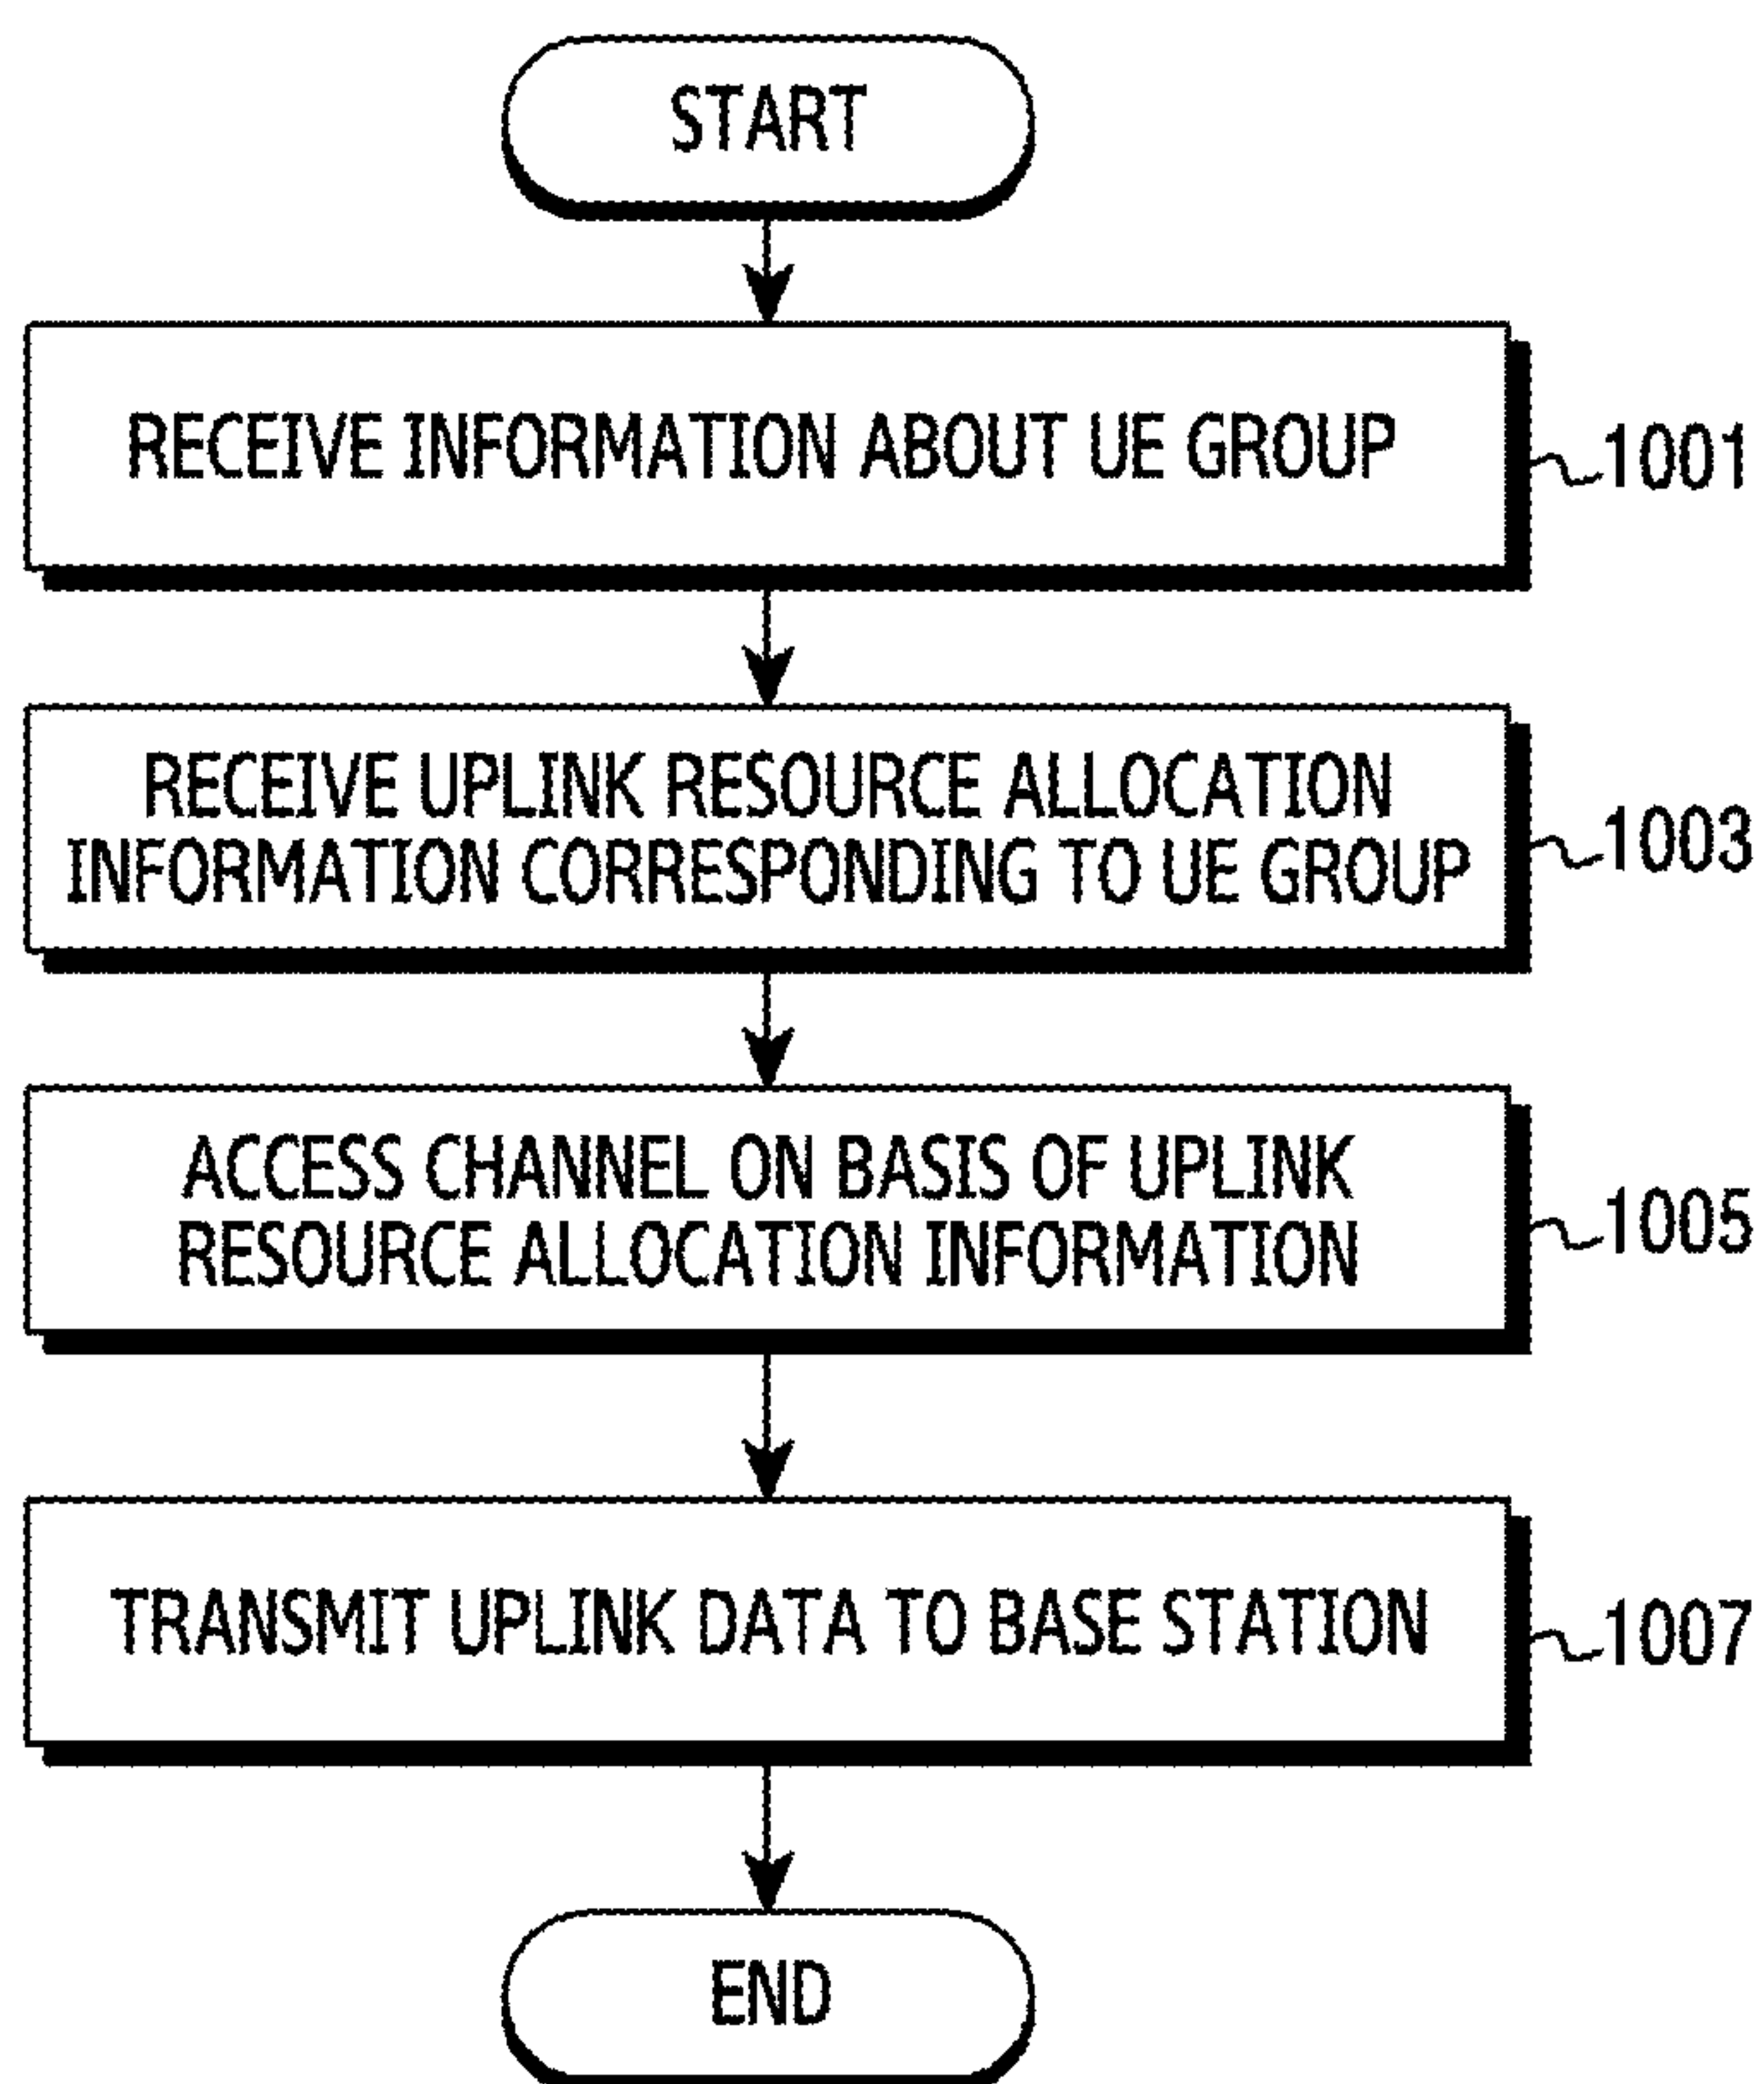 START
RECEIVE INFORMATION ABOUT UE GROUP
1001
RECEIVE UPLINK RESOURCE ALLOCATION
INFORMATION CORRESPONDING TO UE GROUP
1003
ACCESS CHANNEL ON BASIS OF UPLINK
RESOURCE ALLOCATION INFORMATION
1005
TRANSMIT UPLINK DATA TO BASE STATION
1007
END